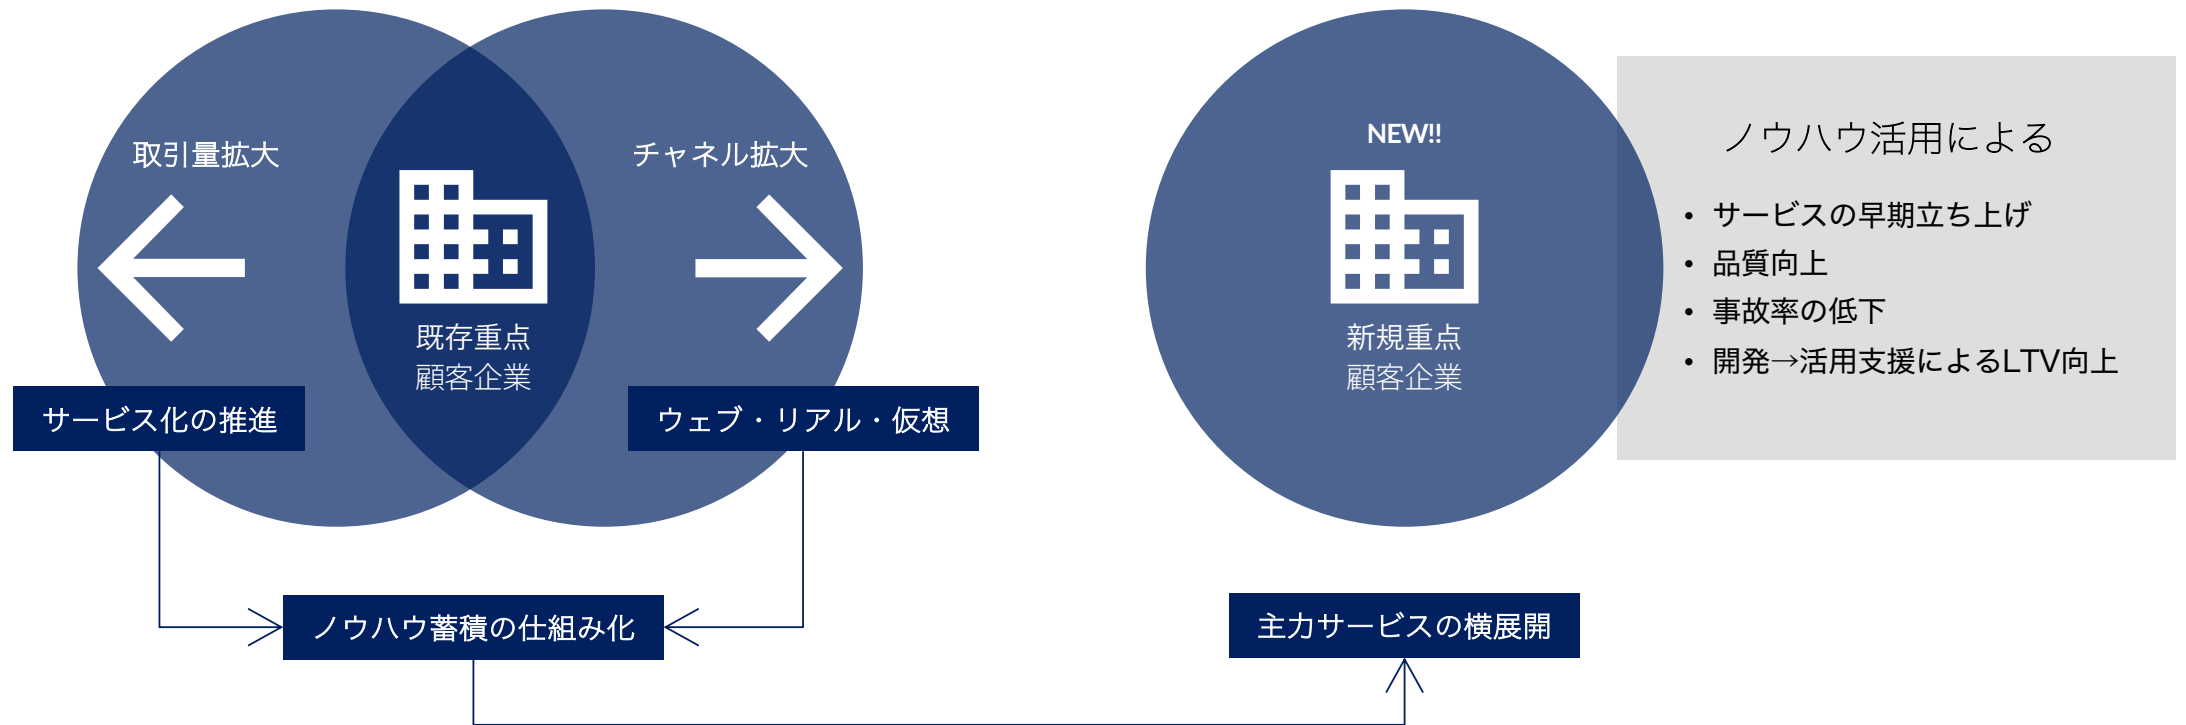 取引量拡大
チャネル拡大
既存重点
顧客企業
サービス化の推進
ウェブ・リアル・仮想
ノウハウ蓄積の仕組み化
NEW!!
新規重点
顧客企業
主力サービスの横展開
ノウハウ活用による
• サービスの早期立ち上げ
• 品質向上
• 事故率の低下
• 開発→活用支援によるLTV向上